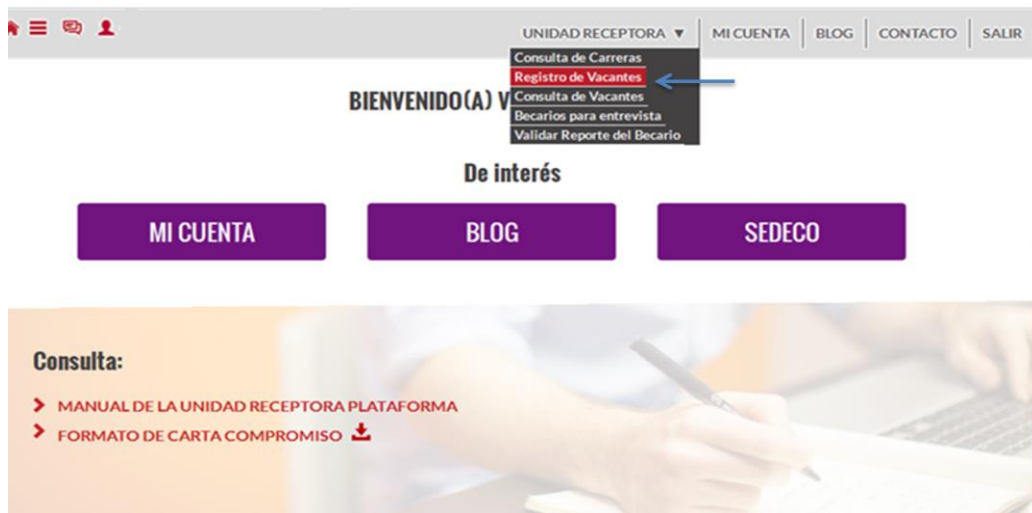 UNIDAD RECEPTORA ▼ MI CUENTA BLOG CONTACTO SALIR
Consulta de Carreras
Registro de Vacantes
Consulta de Vacantes
Becarios para entrevista
Validar Reporte del Becario
BIENVENIDO(A) V
De interés
MI CUENTA BLOG SEDECO
Consulta:
MANUAL DE LA UNIDAD RECEPTORA PLATAFORMA
FORMATO DE CARTA COMPROMISO